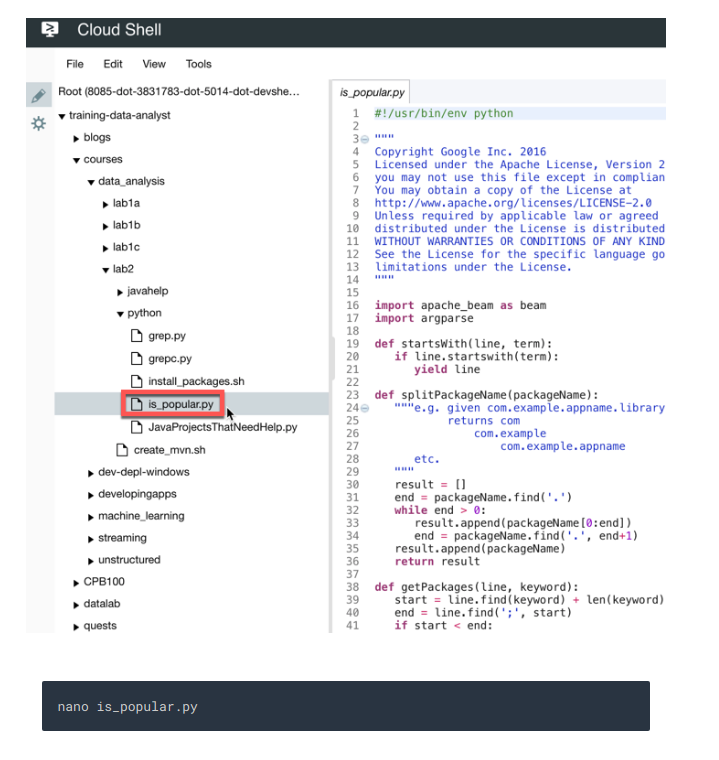 Cloud Shell
File Edit View Tools
Root (8085-dot-3831783-dot-5014-dot-devshe...
training-data-analyst
blogs
courses
data_analysis
lab1a
lab1b
lab1c
lab2
javahelp
python
grep.py
grepc.py
install_packages.sh
is_popular.py
JavaProjectsThatNeedHelp.py
create_mvn.sh
dev-depl-windows
developingapps
machine_learning
streaming
unstructured
CPB100
datalab
quests
is_popular.py
1 #!/usr/bin/env python
2
3 """
4 Copyright Google Inc. 2016
5 Licensed under the Apache License, Version 2
6 you may not use this file except in complian
7 You may obtain a copy of the License at
8 http://www.apache.org/licenses/LICENSE-2.0
9 Unless required by applicable law or agreed
10 distributed under the License is distributed
11 WITHOUT WARRANTIES OR CONDITIONS OF ANY KIND
12 See the License for the specific language go
13 limitations under the License.
14 """
15
16 import apache_beam as beam
17 import argparse
18
19 def startsWith(line, term):
20    if line.startswith(term):
21       yield line
22
23 def splitPackageName(packageName):
24    """e.g. given com.example.appname.library
25            returns com
26                com.example
27                    com.example.appname
28       etc.
29    """
30    result = []
31    end = packageName.find('.')
32    while end > 0:
33       result.append(packageName[0:end])
34       end = packageName.find('.', end+1)
35    result.append(packageName)
36    return result
37
38 def getPackages(line, keyword):
39    start = line.find(keyword) + len(keyword)
40    end = line.find(';', start)
41    if start < end:
nano is_popular.py